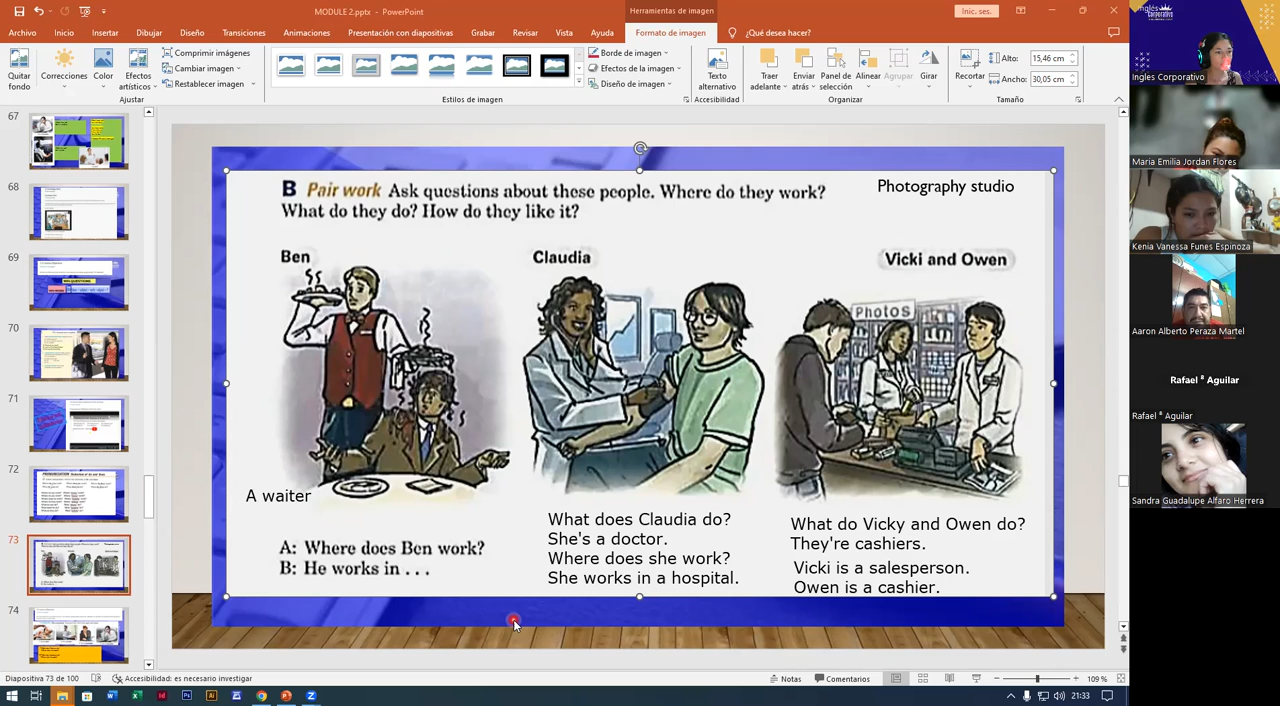 MODULE 2.pptx - PowerPoint
Herramientas de imagen
Inic. ses.
Archivo Inicio Insertar Dibujar Diseño Transiciones Animaciones Presentación con diapositivas Grabar Revisar Vista Ayuda Formato de imagen ¿Qué desea hacer?
Quitar fondo
Correcciones
Color
Efectos artísticos
Comprimir imágenes
Cambiar imagen
Restablecer imagen
Ajustar
Estilos de imagen
Borde de imagen
Efectos de la imagen
Diseño de imagen
Texto alternativo
Accesibilidad
Traer adelante
Enviar atrás
Panel de selección
Alinear
Agrupar
Girar
Organizar
Recortar
Alto: 15,46 cm
Ancho: 30,05 cm
Tamaño
67
68
69
70
71
72
73
74
B Pair work Ask questions about these people. Where do they work?
What do they do? How do they like it?
Photography studio
Ben
Claudia
Vicki and Owen
Photos
A waiter
A: Where does Ben work?
B: He works in . . .
What does Claudia do?
She's a doctor.
Where does she work?
She works in a hospital.
What do Vicky and Owen do?
They're cashiers.
Vicki is a salesperson.
Owen is a cashier.
Inglés Corporativo
Ingles Corporativo
Maria Emilia Jordan Flores
Kenia Vanessa Funes Espinoza
Aaron Alberto Peraza Martel
Rafael ª Aguilar
Rafael ª Aguilar
Sandra Guadalupe Alfaro Herrera
Diapositiva 73 de 100
Accesibilidad: es necesario investigar
Notas
Comentarios
109 %
21:33